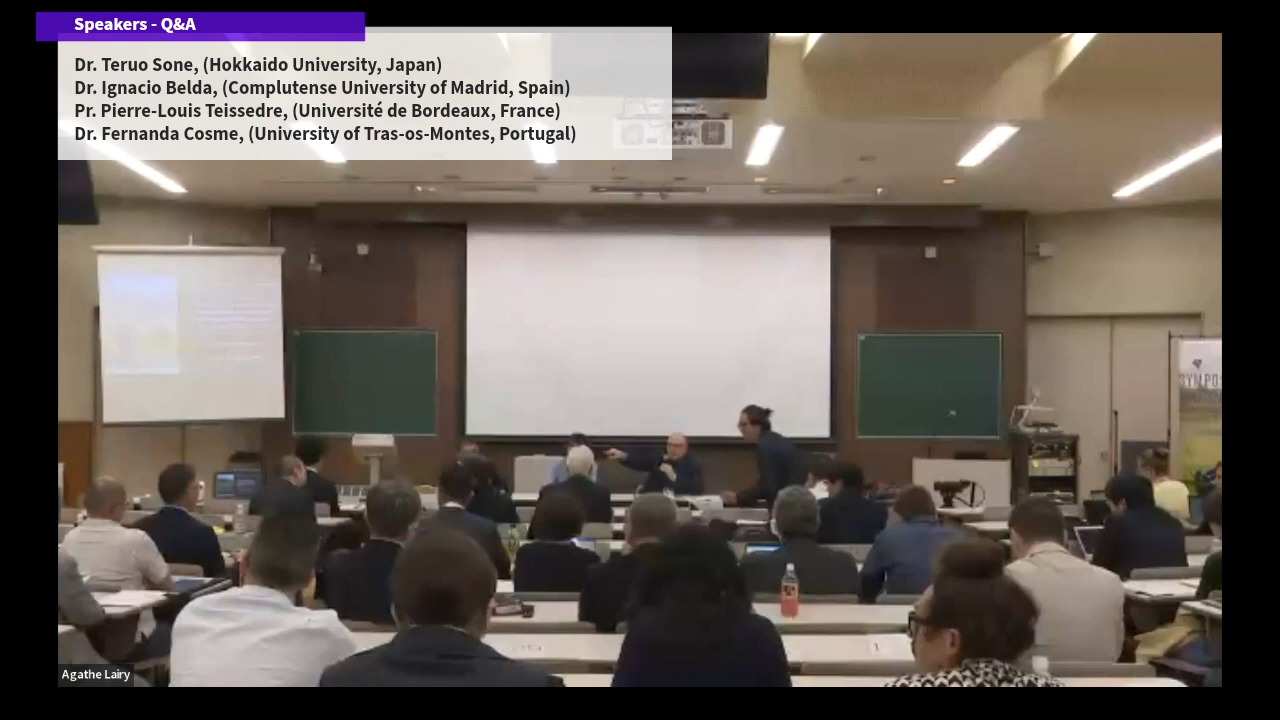 Speakers - Q&A
Dr. Teruo Sone, (Hokkaido University, Japan)
Dr. Ignacio Belda, (Complutense University of Madrid, Spain)
Pr. Pierre-Louis Teissedre, (Université de Bordeaux, France)
Dr. Fernanda Cosme, (University of Tras-os-Montes, Portugal)
SYMPOS
Agathe Lairy